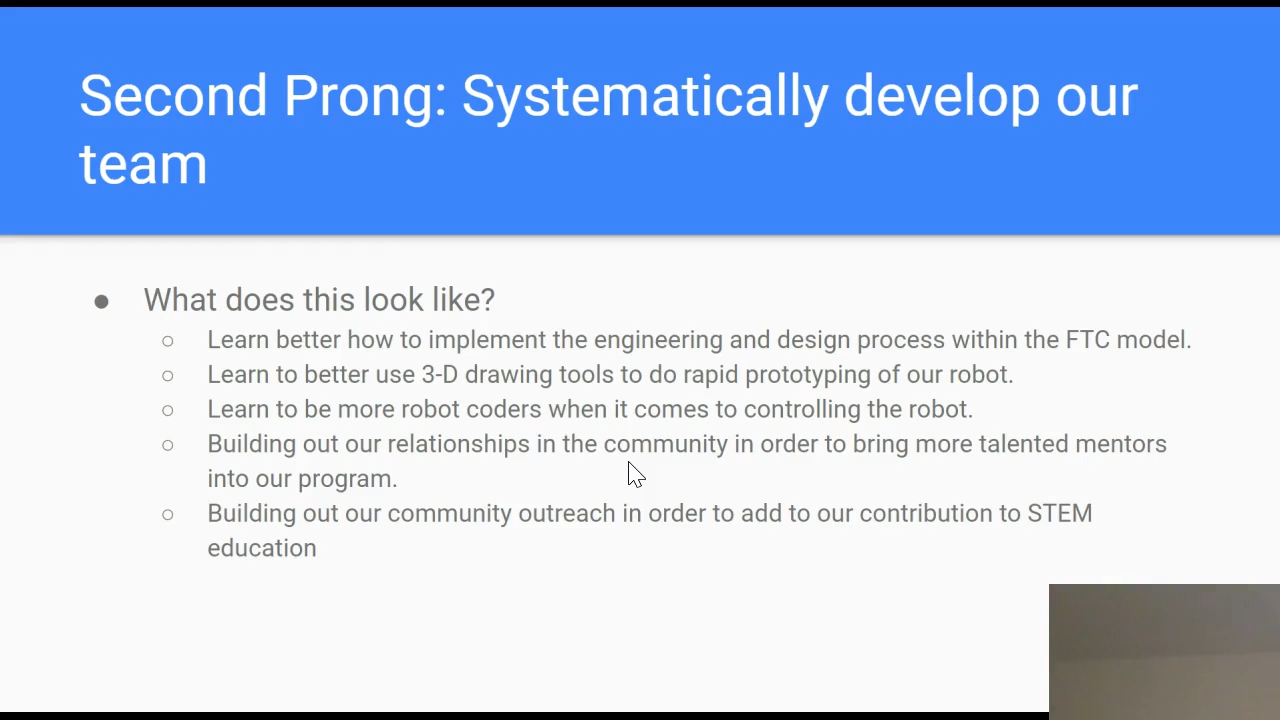 Second Prong: Systematically develop our
team
● What does this look like?
○ Learn better how to implement the engineering and design process within the FTC model.
○ Learn to better use 3-D drawing tools to do rapid prototyping of our robot.
○ Learn to be more robot coders when it comes to controlling the robot.
○ Building out our relationships in the community in order to bring more talented mentors
into our program.
○ Building out our community outreach in order to add to our contribution to STEM
education